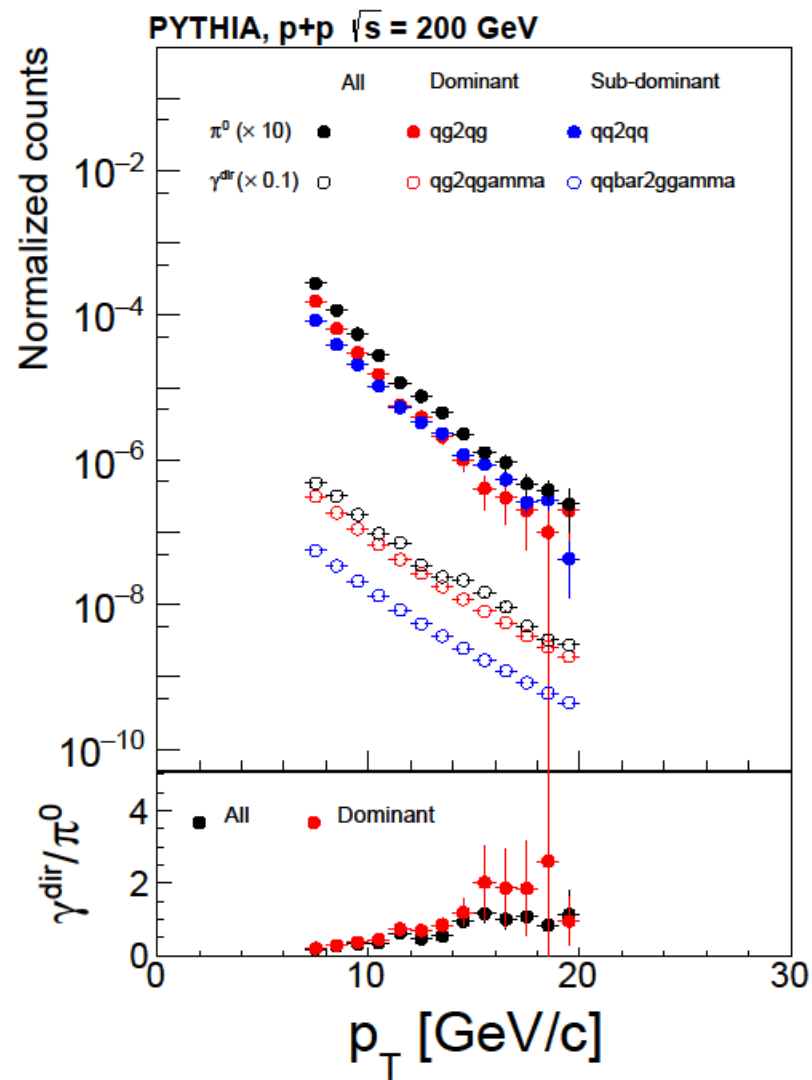 PYTHIA, p+p √s = 200 GeV
All Dominant Sub-dominant
π⁰ (× 10) qg2qg qq2qq
γᵈⁱʳ (× 0.1) qg2qgamma qqbar2ggamma
Normalized counts
10⁻²
10⁻⁴
10⁻⁶
10⁻⁸
10⁻¹⁰
All Dominant
γᵈⁱʳ/π⁰
4
2
0
0 10 20 30
p_T [GeV/c]